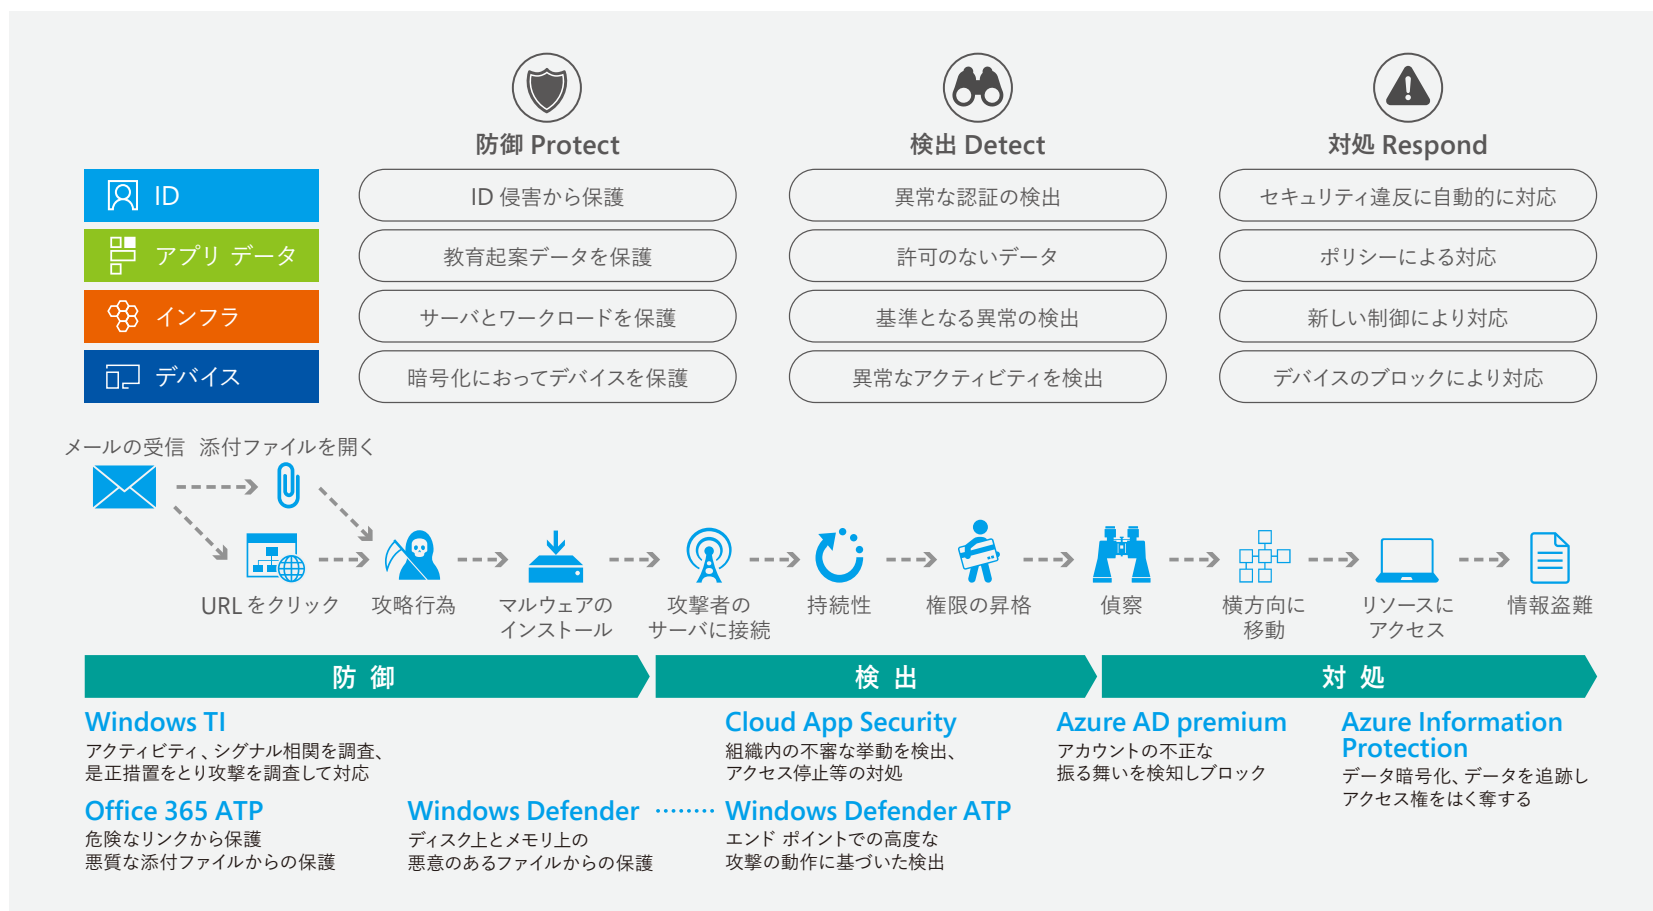 防御 Protect
検出 Detect
対処 Respond
ID
ID 侵害から保護
異常な認証の検出
セキュリティ違反に自動的に対応
アプリ データ
教育起案データを保護
許可のないデータ
ポリシーによる対応
インフラ
サーバとワークロードを保護
基準となる異常の検出
新しい制御により対応
デバイス
暗号化におってデバイスを保護
異常なアクティビティを検出
デバイスのブロックにより対応
メールの受信
添付ファイルを開く
URL をクリック
攻略行為
マルウェアの
インストール
攻撃者の
サーバに接続
持続性
権限の昇格
偵察
横方向に
移動
リソースに
アクセス
情報盗難
防 御
検 出
対 処
Windows TI
アクティビティ、シグナル相関を調査、
是正措置をとり攻撃を調査して対応
Cloud App Security
組織内の不審な挙動を検出、
アクセス停止等の対処
Azure AD premium
アカウントの不正な
振る舞いを検知しブロック
Azure Information
Protection
データ暗号化、データを追跡し
アクセス権をはく奪する
Office 365 ATP
危険なリンクから保護
悪質な添付ファイルからの保護
Windows Defender
ディスク上とメモリ上の
悪意のあるファイルからの保護
Windows Defender ATP
エンド ポイントでの高度な
攻撃の動作に基づいた検出